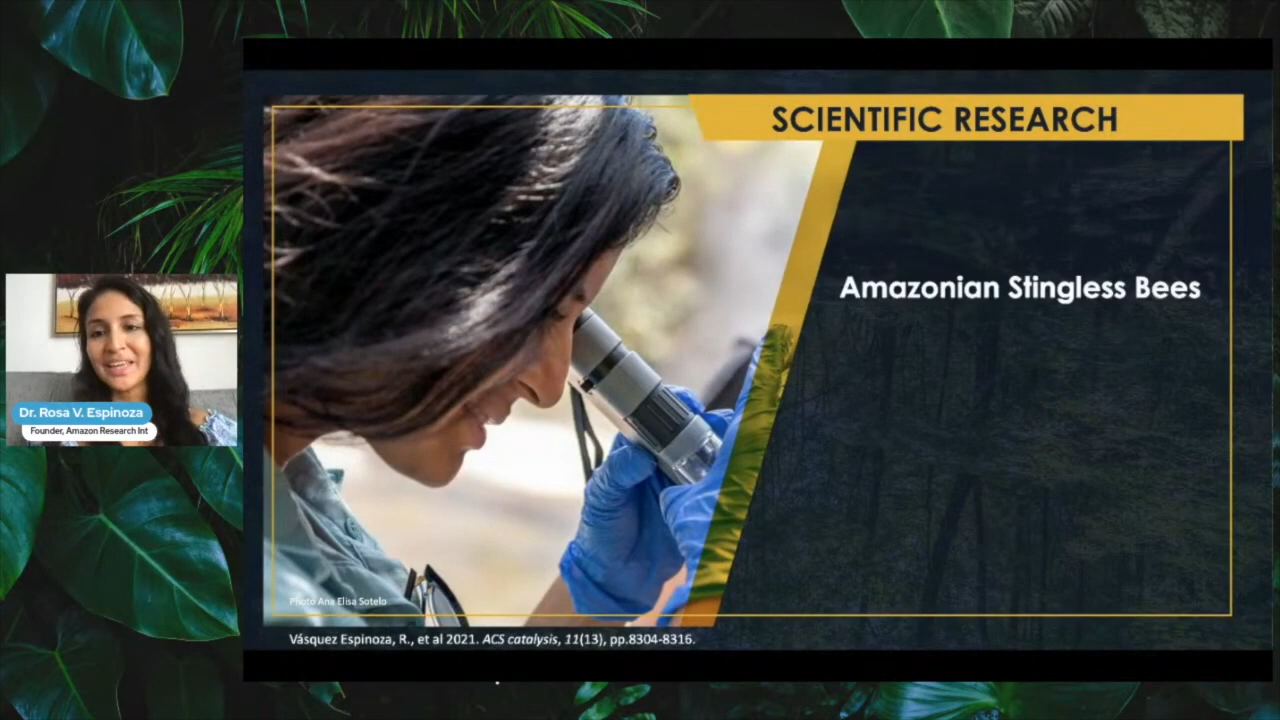 SCIENTIFIC RESEARCH
Amazonian Stingless Bees
Dr. Rosa V. Espinoza
Founder, Amazon Research Int
Photo Ana Elisa Sotelo
Vásquez Espinoza, R., et al 2021. ACS catalysis, 11(13), pp.8304-8316.